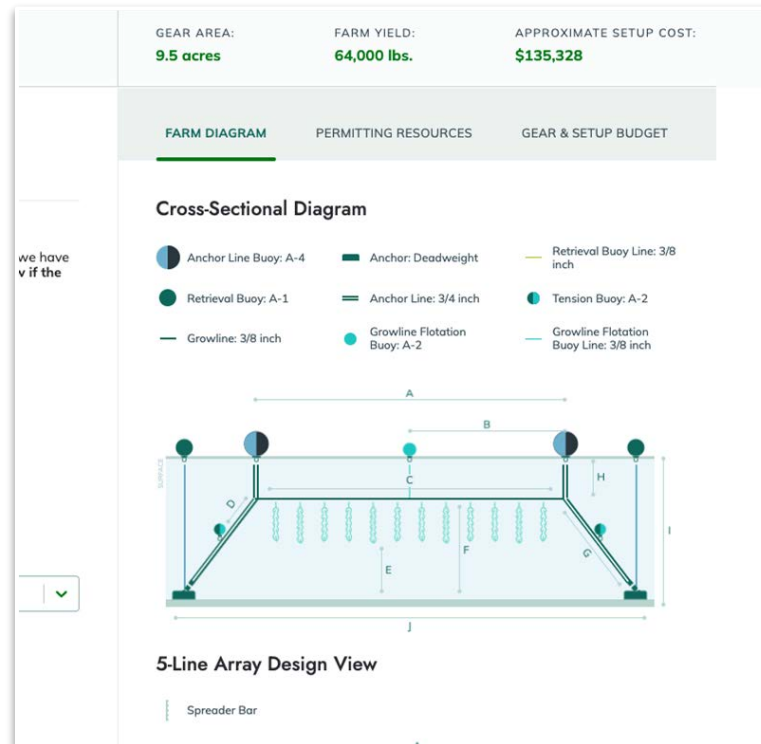 GEAR AREA:
FARM YIELD:
APPROXIMATE SETUP COST:
9.5 acres
64,000 lbs.
$135,328
FARM DIAGRAM
PERMITTING RESOURCES
GEAR & SETUP BUDGET
we have
v if the
Cross-Sectional Diagram
Anchor Line Buoy: A-4
Anchor: Deadweight
Retrieval Buoy Line: 3/8
inch
Retrieval Buoy: A-1
Anchor Line: 3/4 inch
Tension Buoy: A-2
Growline: 3/8 inch
Growline Flotation
Buoy: A-2
Growline Flotation
Buoy Line: 3/8 inch
A
B
SURFACE
C
H
D
I
F
G
E
J
5-Line Array Design View
Spreader Bar